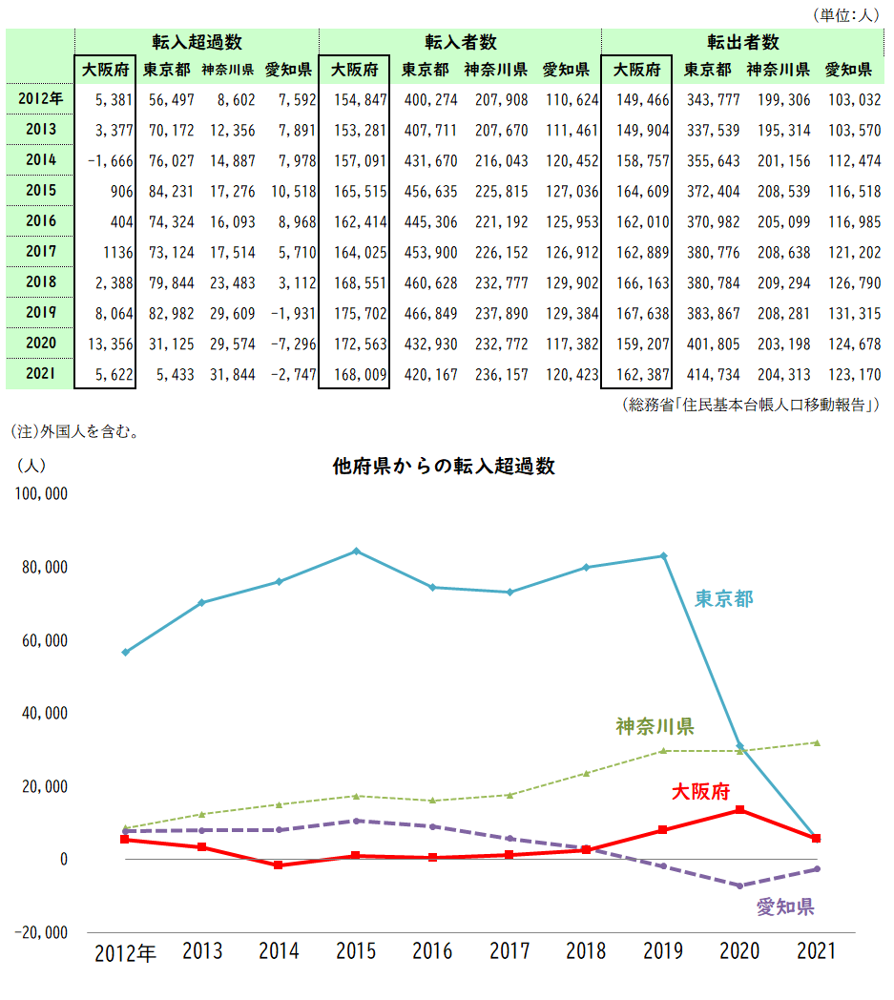 （単位：人）
転入超過数 転入者数 転出者数
大阪府 東京都 神奈川県 愛知県 大阪府 東京都 神奈川県 愛知県 大阪府 東京都 神奈川県 愛知県
2012年 5,381 56,497 8,602 7,592 154,847 400,274 207,908 110,624 149,466 343,777 199,306 103,032
2013 3,377 70,172 12,356 7,891 153,281 407,711 207,670 111,461 149,904 337,539 195,314 103,570
2014 -1,666 76,027 14,887 7,978 157,091 431,670 216,043 120,452 158,757 355,643 201,156 112,474
2015 906 84,231 17,276 10,518 165,515 456,635 225,815 127,036 164,609 372,404 208,539 116,518
2016 404 74,324 16,093 8,968 162,414 445,306 221,192 125,953 162,010 370,982 205,099 116,985
2017 1136 73,124 17,514 5,710 164,025 453,900 226,152 126,912 162,889 380,776 208,638 121,202
2018 2,388 79,844 23,483 3,112 168,551 460,628 232,777 129,902 166,163 380,784 209,294 126,790
2019 8,064 82,982 29,609 -1,931 175,702 466,849 237,890 129,384 167,638 383,867 208,281 131,315
2020 13,356 31,125 29,574 -7,296 172,563 432,930 232,772 117,382 159,207 401,805 203,198 124,678
2021 5,622 5,433 31,844 -2,747 168,009 420,167 236,157 120,423 162,387 414,734 204,313 123,170
（総務省「住民基本台帳人口移動報告」）
（注）外国人を含む。
（人）
他府県からの転入超過数
100,000
80,000
東京都
60,000
40,000
神奈川県
20,000
大阪府
0
愛知県
-20,000
2012年 2013 2014 2015 2016 2017 2018 2019 2020 2021